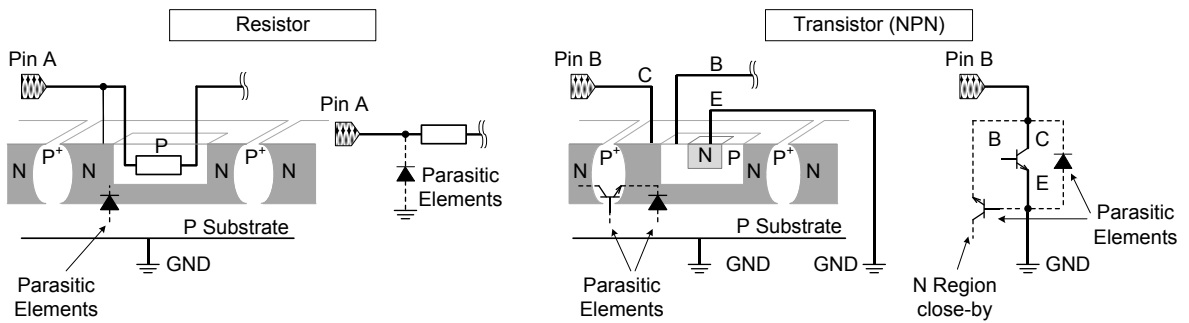 Resistor
Transistor (NPN)
Pin A
Pin A
Pin B
C
B
E
Pin B
B
C
E
N
P+
N
P
P+
N
N
P+
N
N
P
P+
N
N
Parasitic
Elements
P Substrate
GND
Parasitic
Elements
P Substrate
GND
GND
Parasitic
Elements
Parasitic
Elements
N Region
close-by